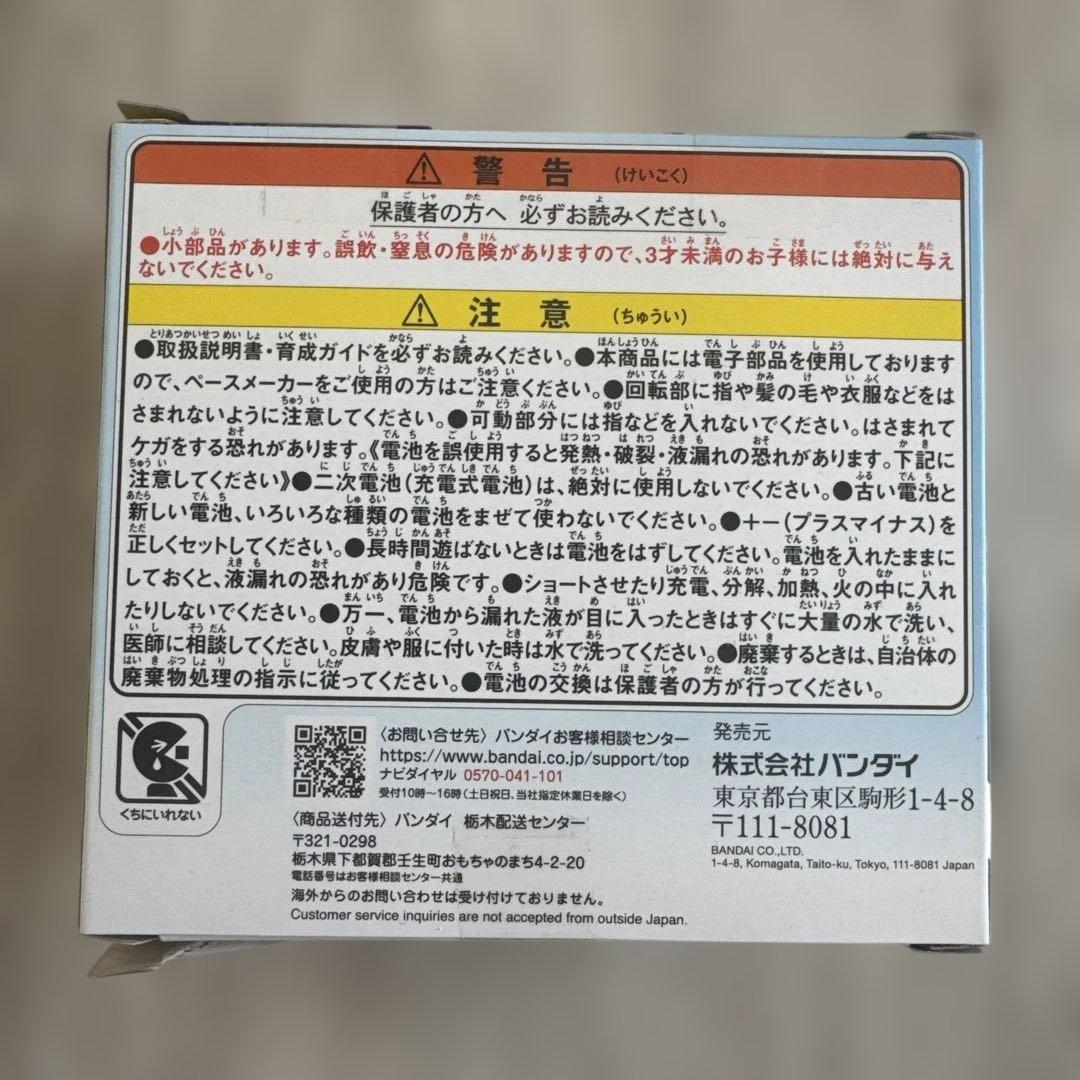 警告 (けいこく)
保護者の方へ 必ずお読みください。
●小部品があります。誤飲・窒息の危険がありますので、3才未満のお子様には絶対に与え
ないでください。
注意 (ちゅうい)
●取扱説明書・育成ガイドを必ずお読みください。●本商品には電子部品を使用しております
ので、ペースメーカーをご使用の方はご注意ください。●回転部に指や髪の毛や衣服などをは
さまれないように注意してください。●可動部分には指などを入れないでください。はさまれて
ケガをする恐れがあります。《電池を誤使用すると発熱・破裂・液漏れの恐れがあります。下記に
注意してください》●二次電池(充電式電池)は、絶対に使用しないでください。●古い電池と
新しい電池、いろいろな種類の電池をまぜて使わないでください。●+-(プラスマイナス)を
正しくセットしてください。●長時間遊ばないときは電池をはずしてください。電池を入れたままに
しておくと、液漏れの恐れがあり危険です。●ショートさせたり充電、分解、加熱、火の中に入れ
たりしないでください。●万一、電池から漏れた液が目に入ったときはすぐに大量の水で洗い、
医師に相談してください。皮膚や服に付いた時は水で洗ってください。●廃棄するときは、自治体の
廃棄物処理の指示に従ってください。●電池の交換は保護者の方が行ってください。
くちにいれない
〈お問い合せ先〉バンダイお客様相談センター
https://www.bandai.co.jp/support/top
ナビダイヤル 0570-041-101
受付10時〜16時(土日祝日、当社指定休業日を除く)
〈商品送付先〉バンダイ 栃木配送センター
〒321-0298
栃木県下都賀郡壬生町おもちゃのまち4-2-20
電話番号はお客様相談センター共通
海外からのお問い合わせは受け付けておりません。
Customer service inquiries are not accepted from outside Japan.
発売元
株式会社バンダイ
東京都台東区駒形1-4-8
〒111-8081
BANDAI CO.,LTD.
1-4-8, Komagata, Taito-ku, Tokyo, 111-8081 Japan